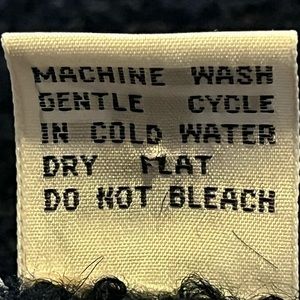 MACHINE WASH
GENTLE CYCLE
IN COLD WATER
DRY FLAT
DO NOT BLEACH